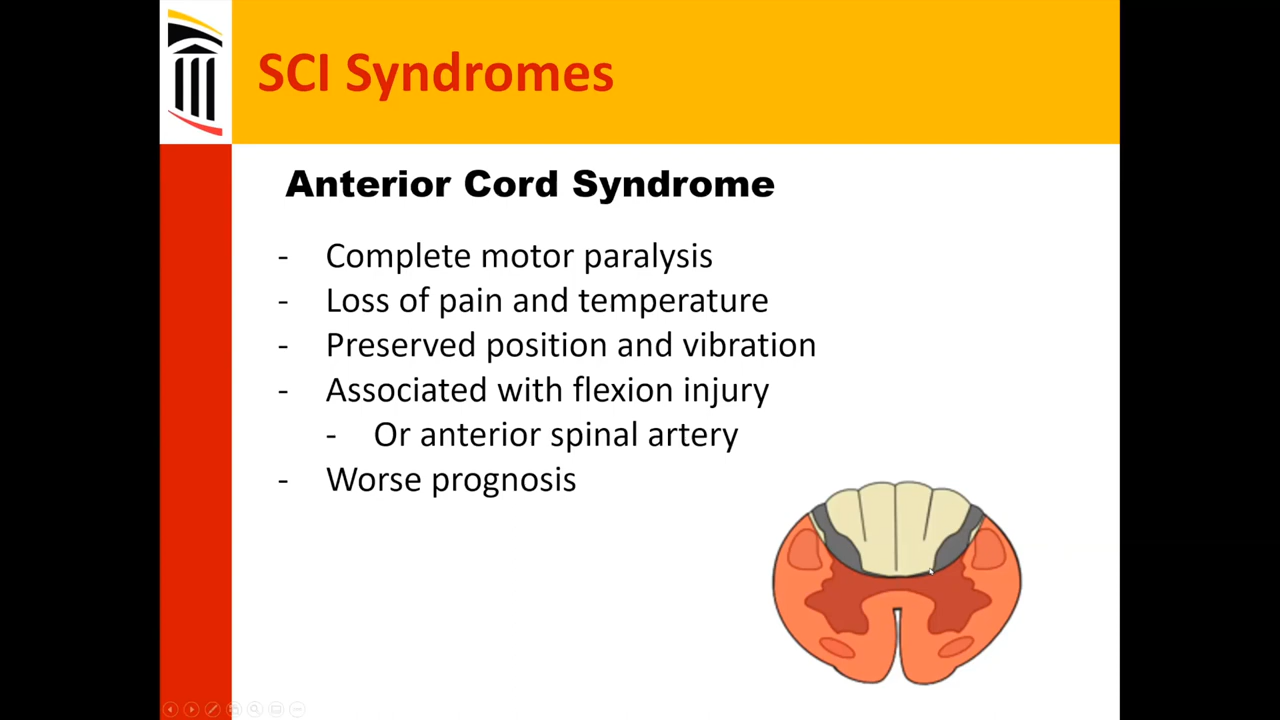 SCI Syndromes
Anterior Cord Syndrome
- Complete motor paralysis
- Loss of pain and temperature
- Preserved position and vibration
- Associated with flexion injury
- Or anterior spinal artery
- Worse prognosis